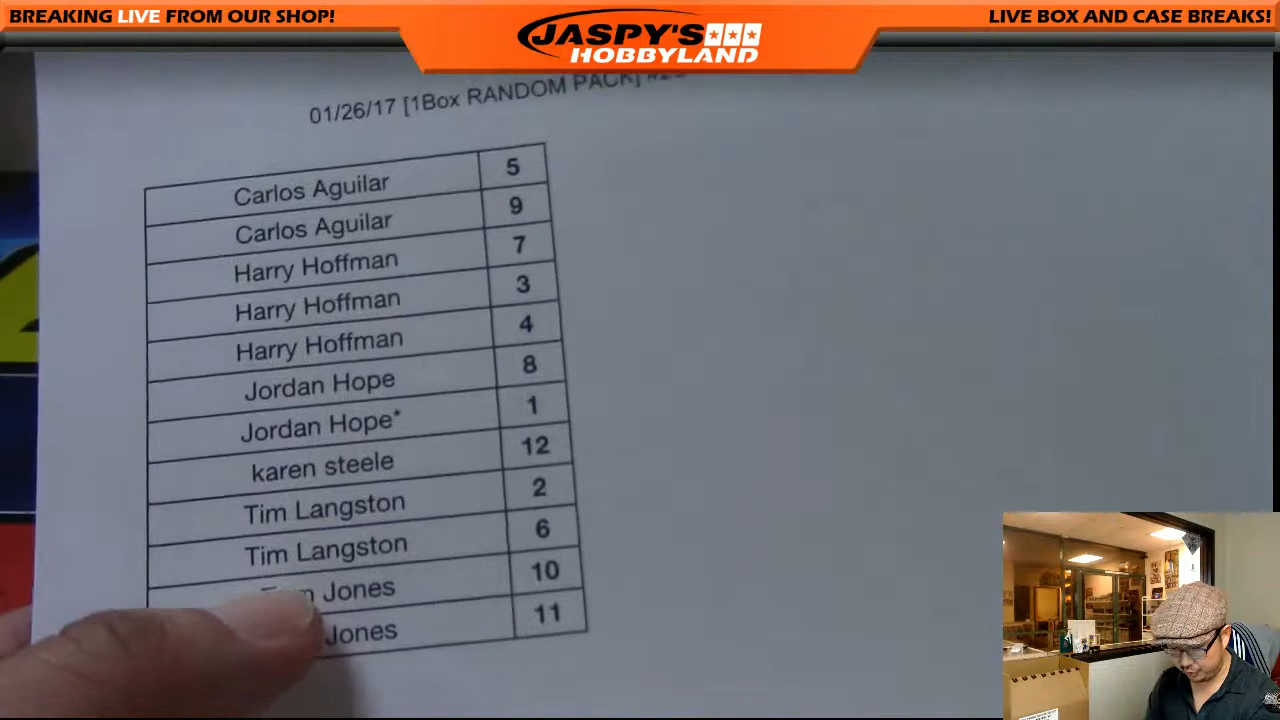 BREAKING LIVE FROM OUR SHOP!
JASPY'S
HOBBYLAND
LIVE BOX AND CASE BREAKS!
01/26/17 [1Box RANDOM PACK]
Carlos Aguilar 5
Carlos Aguilar 9
Harry Hoffman 7
Harry Hoffman 3
Harry Hoffman 4
Jordan Hope 8
Jordan Hope* 1
karen steele 12
Tim Langston 2
Tim Langston 6
Jones 10
Jones 11